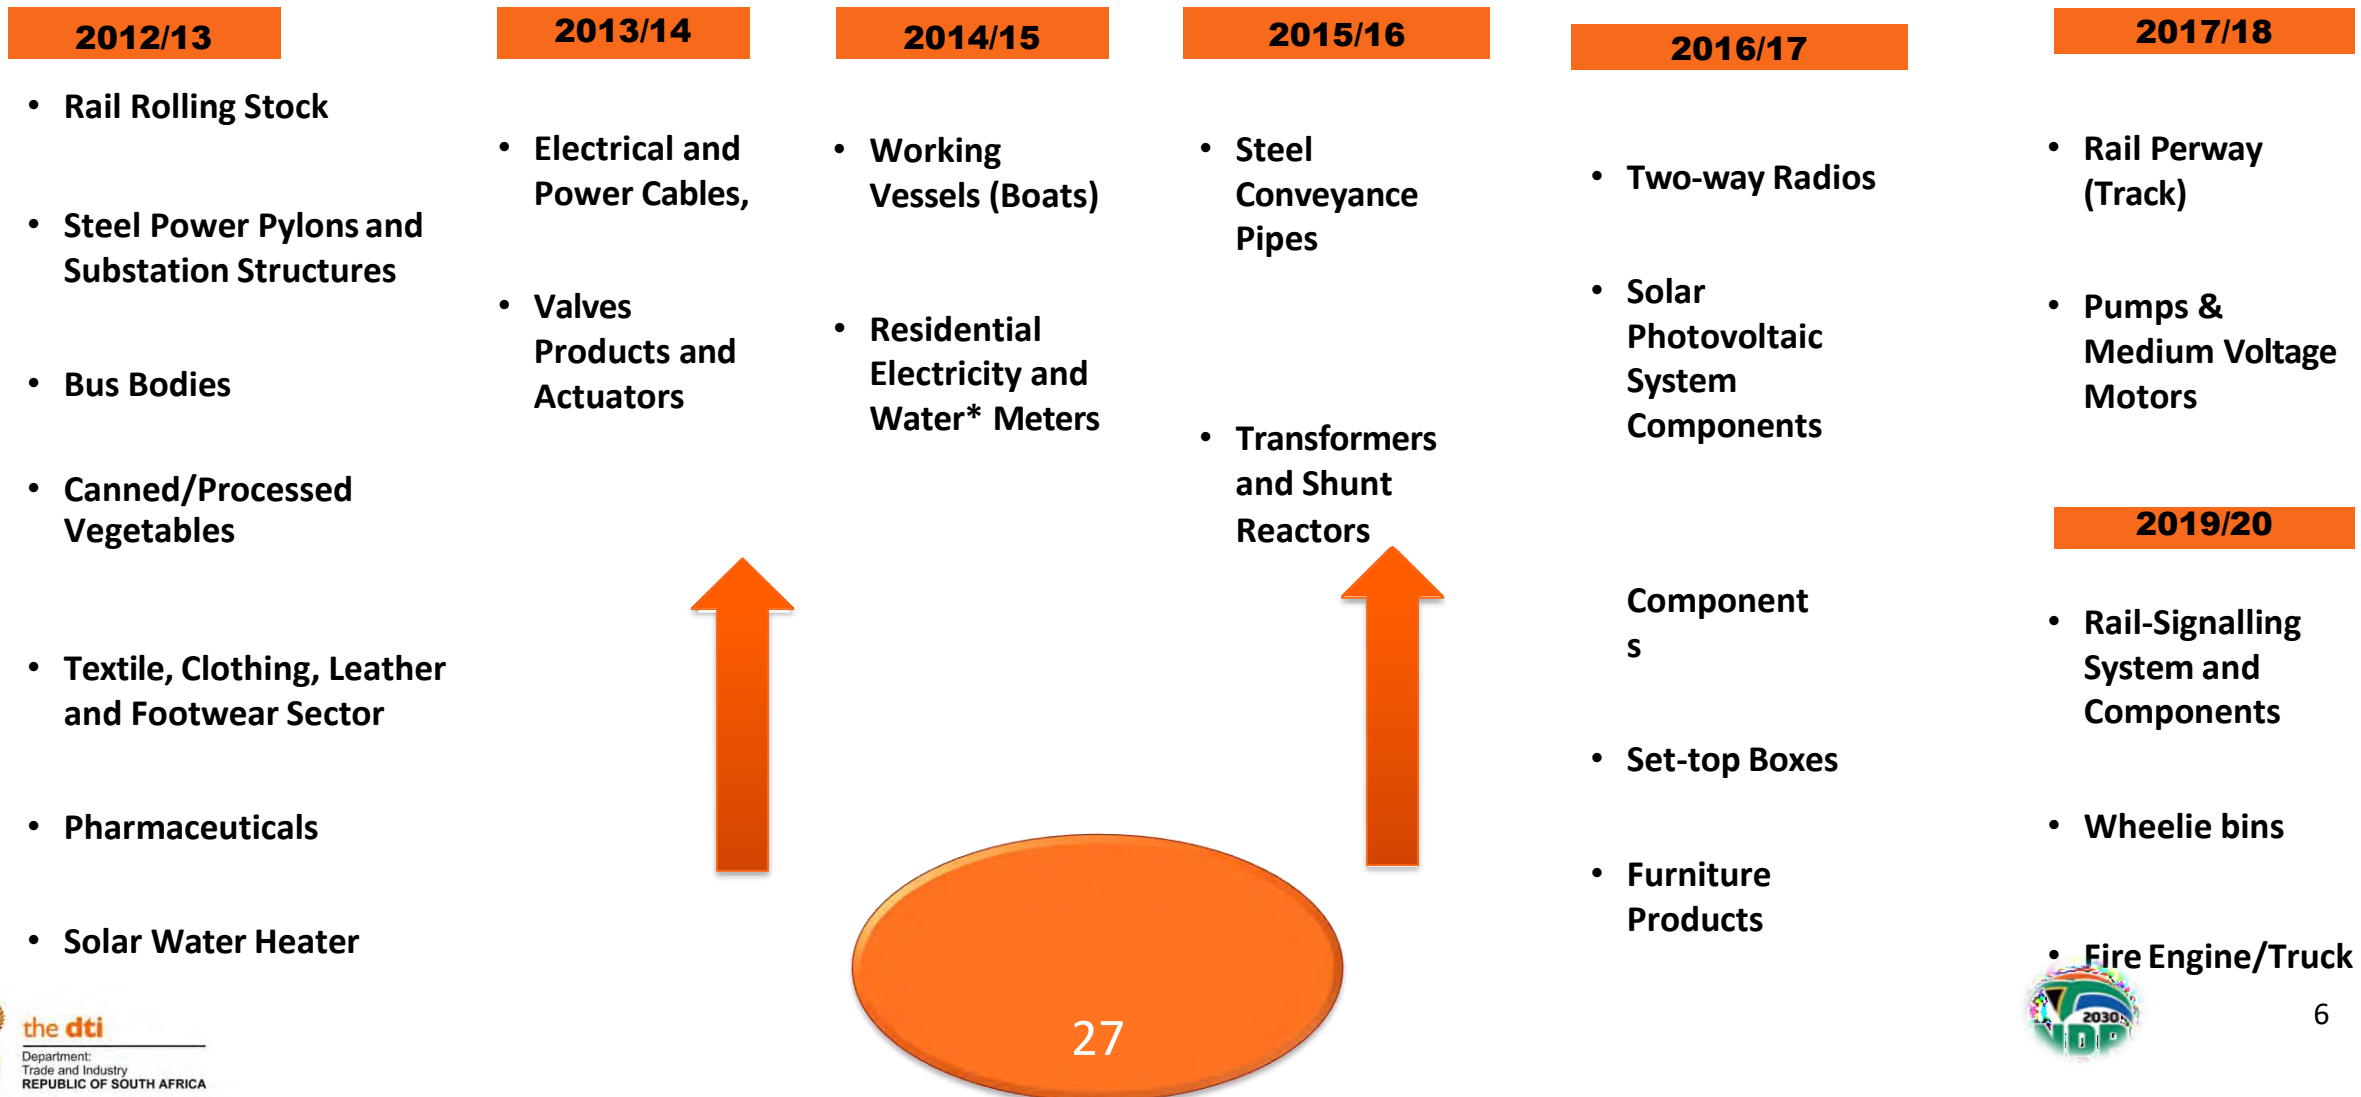 2012/13
• Rail Rolling Stock
• Steel Power Pylons and
Substation Structures
• Bus Bodies
• Canned/Processed
Vegetables
• Textile, Clothing, Leather
and Footwear Sector
• Pharmaceuticals
• Solar Water Heater
2013/14
• Electrical and
Power Cables,
• Valves
Products and
Actuators
2014/15
• Working
Vessels (Boats)
• Residential
Electricity and
Water* Meters
2015/16
• Steel
Conveyance
Pipes
• Transformers
and Shunt
Reactors
27
2016/17
• Two-way Radios
• Solar
Photovoltaic
System
Components
Component
s
• Set-top Boxes
• Furniture
Products
2017/18
• Rail Perway
(Track)
• Pumps &
Medium Voltage
Motors
2019/20
• Rail-Signalling
System and
Components
• Wheelie bins
• Fire Engine/Truck
the dti
Department:
Trade and Industry
REPUBLIC OF SOUTH AFRICA
2030
NDP
6